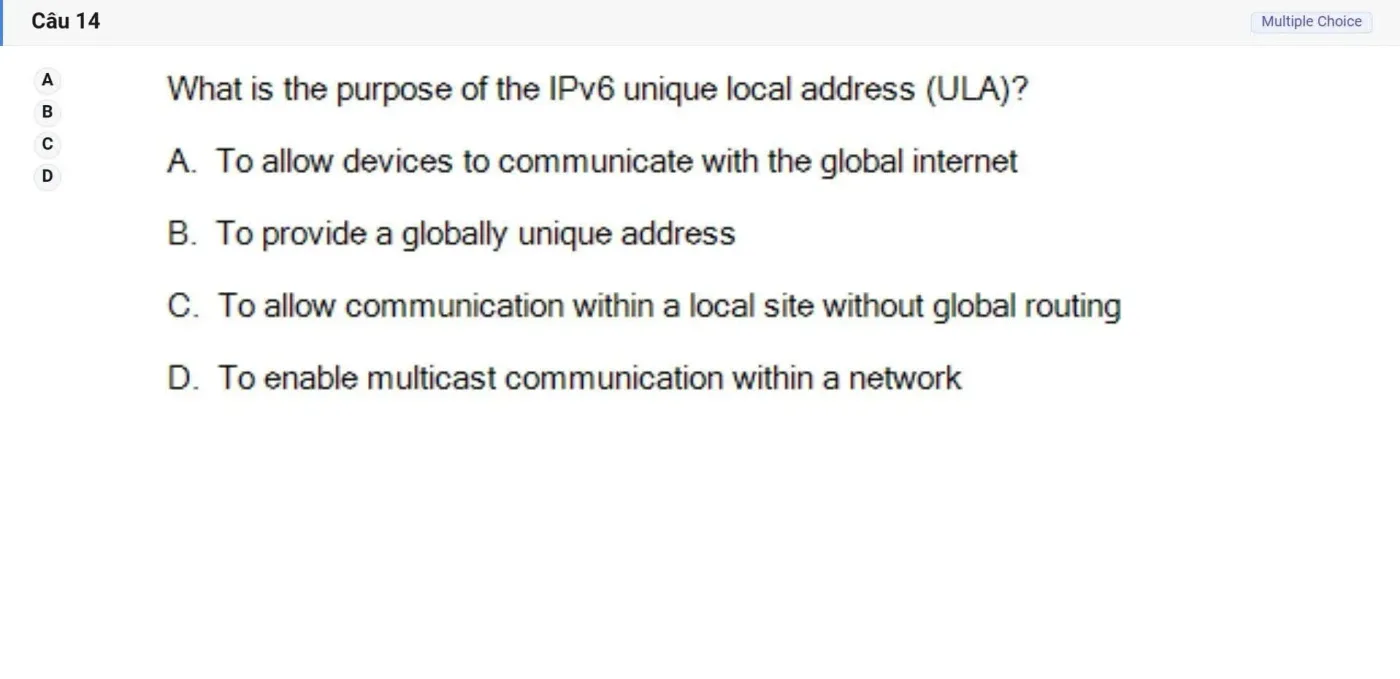 Câu 14
Multiple Choice
A
B
C
D
What is the purpose of the IPv6 unique local address (ULA)?
A. To allow devices to communicate with the global internet
B. To provide a globally unique address
C. To allow communication within a local site without global routing
D. To enable multicast communication within a network